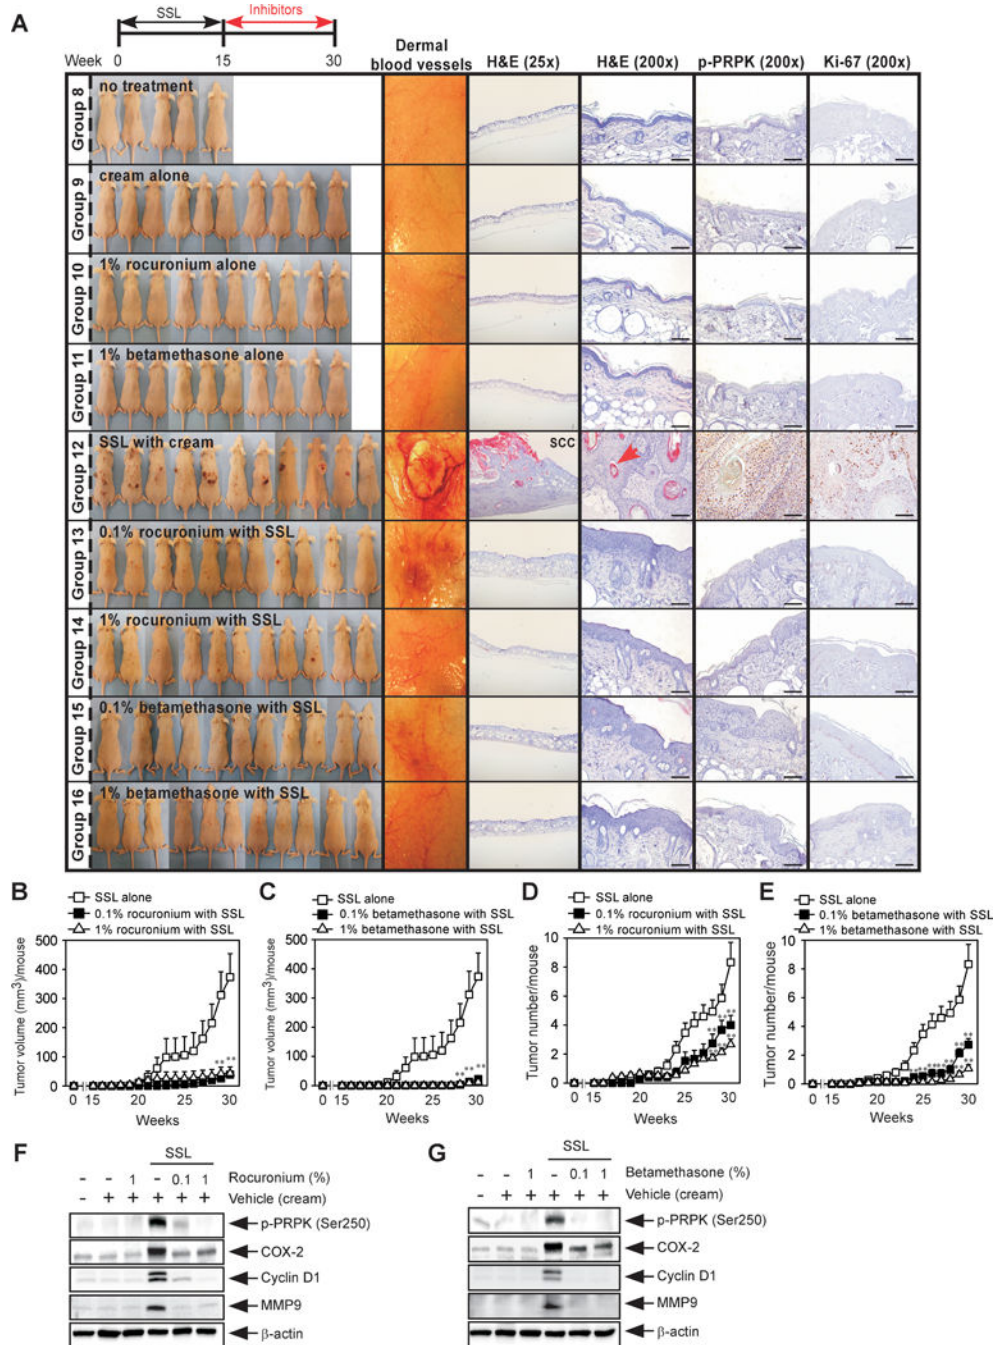 A
SSL
Inhibitors
Week 0 15 30
Dermal blood vessels
H&E (25x)
H&E (200x)
p-PRPK (200x)
Ki-67 (200x)
Group 8
no treatment
Group 9
cream alone
Group 10
1% rocuronium alone
Group 11
1% betamethasone alone
Group 12
SSL with cream
SCC
Group 13
0.1% rocuronium with SSL
Group 14
1% rocuronium with SSL
Group 15
0.1% betamethasone with SSL
Group 16
1% betamethasone with SSL
B
SSL alone
0.1% rocuronium with SSL
1% rocuronium with SSL
Tumor volume (mm³)/mouse
500
400
300
200
100
0
0 15 20 25 30
Weeks
** **
C
SSL alone
0.1% betamethasone with SSL
1% betamethasone with SSL
Tumor volume (mm³)/mouse
500
400
300
200
100
0
0 15 20 25 30
Weeks
** ** **
D
SSL alone
0.1% rocuronium with SSL
1% rocuronium with SSL
Tumor number/mouse
10
8
6
4
2
0
0 15 20 25 30
Weeks
E
SSL alone
0.1% betamethasone with SSL
1% betamethasone with SSL
Tumor number/mouse
10
8
6
4
2
0
0 15 20 25 30
Weeks
F
SSL
- - 1 - 0.1 1 Rocuronium (%)
- + + + + + Vehicle (cream)
p-PRPK (Ser250)
COX-2
Cyclin D1
MMP9
β-actin
G
SSL
- - 1 - 0.1 1 Betamethasone (%)
- + + + + + Vehicle (cream)
p-PRPK (Ser250)
COX-2
Cyclin D1
MMP9
β-actin